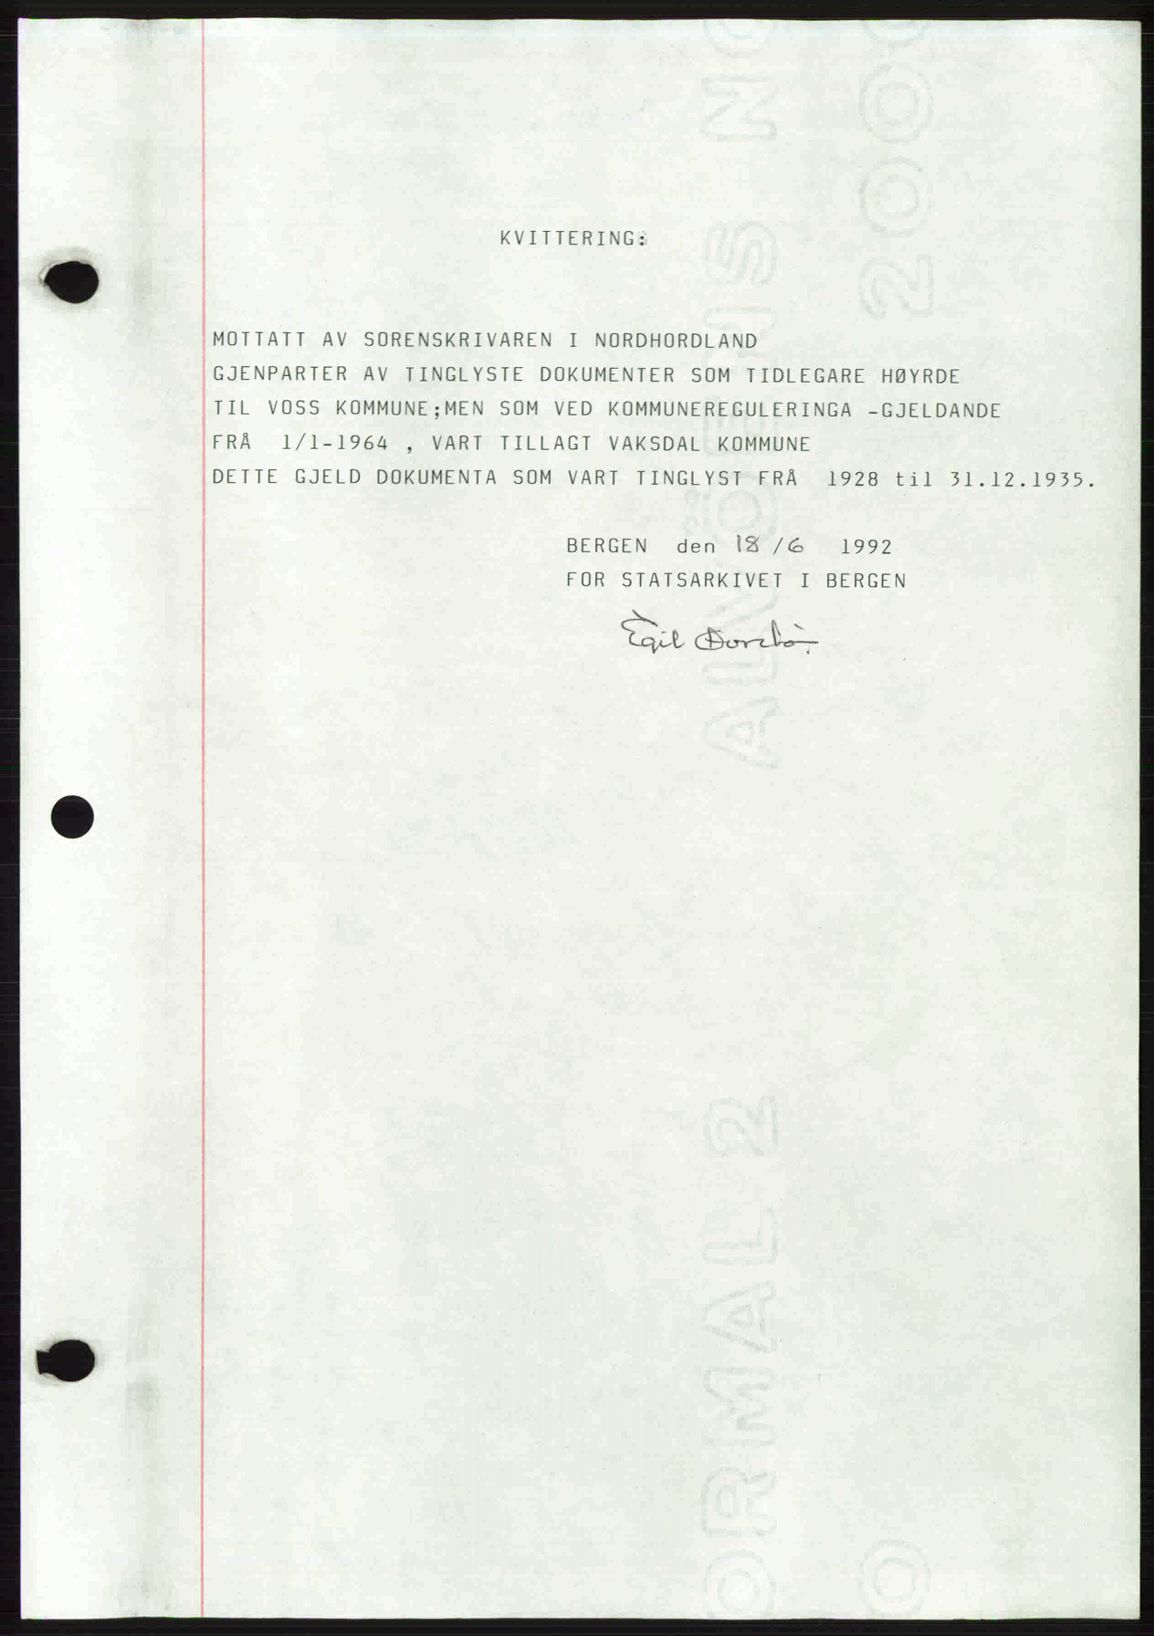 KVITTERING:
MOTTATT AV SORENSKRIVAREN I NORDHORDLAND
GJENPARTER AV TINGLYSTE DOKUMENTER SOM TIDLEGARE HØYRDE
TIL VOSS KOMMUNE;MEN SOM VED KOMMUNEREGULERINGA -GJELDANDE
FRÅ 1/1-1964 , VART TILLAGT VAKSDAL KOMMUNE
DETTE GJELD DOKUMENTA SOM VART TINGLYST FRÅ 1928 til 31.12.1935.
BERGEN den 18/6 1992
FOR STATSARKIVET I BERGEN
Egil